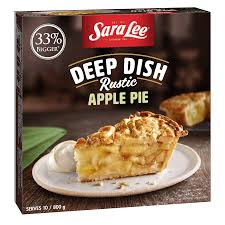 33%
BIGGER*
Sara Lee
DEEP DISH
Rustic
APPLE PIE
SERVES 10 / 800 g